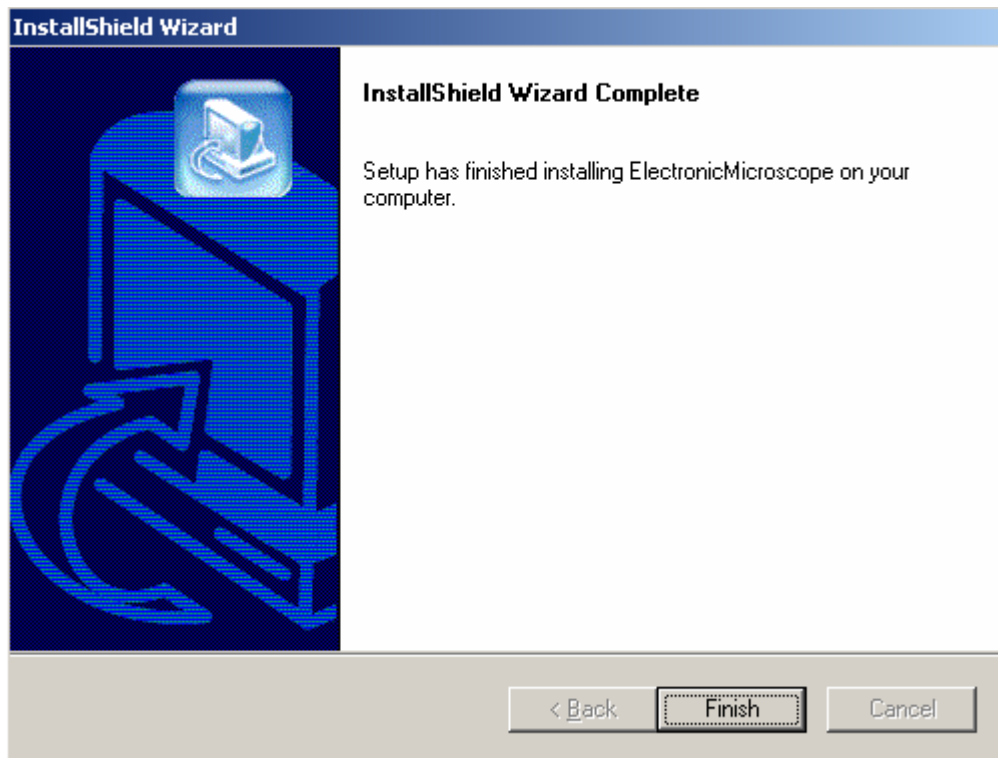 InstallShield Wizard
InstallShield Wizard Complete
Setup has finished installing ElectronicMicroscope on your
computer.
< Back
Finish
Cancel